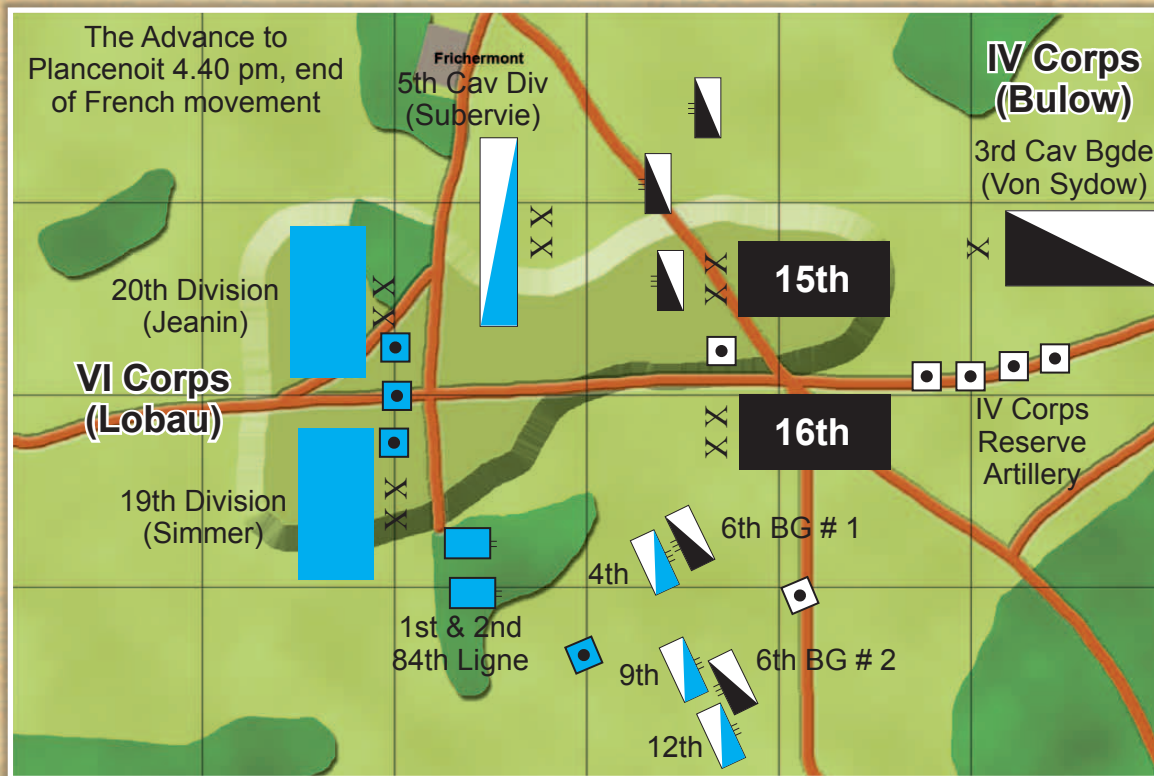 The Advance to
Plancenoit 4.40 pm, end
of French movement
Frichermont
5th Cav Div
(Subervie)
IV Corps
(Bulow)
3rd Cav Bgde
(Von Sydow)
X
X X
20th Division
(Jeanin)
X X
X X
15th
VI Corps
(Lobau)
X X
16th
IV Corps
Reserve
Artillery
19th Division
(Simmer)
X X
6th BG # 1
4th
1st & 2nd
84th Ligne
9th
6th BG # 2
12th